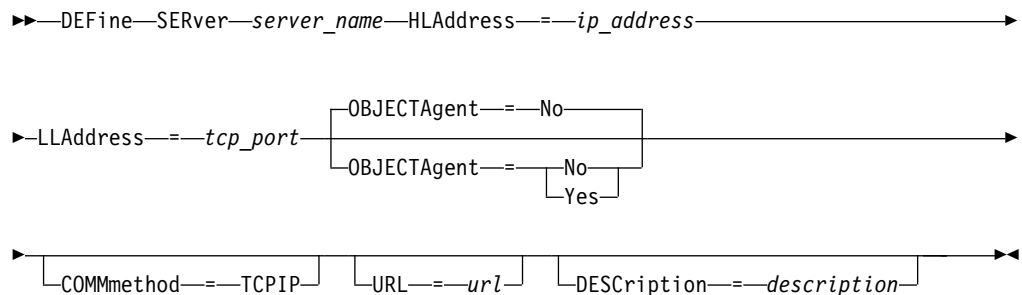 ►►—DEFine—SERver—server_name—HLAddress—=—ip_address—►
OBJECTAgent—=—No
►—LLAddress—=—tcp_port
OBJECTAgent—=—No
Yes
COMMmethod—=—TCPIP URL—=—url DESCription—=—description